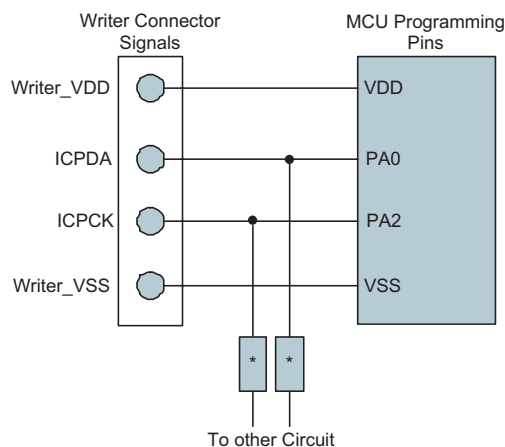 Writer Connector
Signals
MCU Programming
Pins
Writer_VDD
VDD
ICPDA
PA0
ICPCK
PA2
Writer_VSS
VSS
*
*
To other Circuit